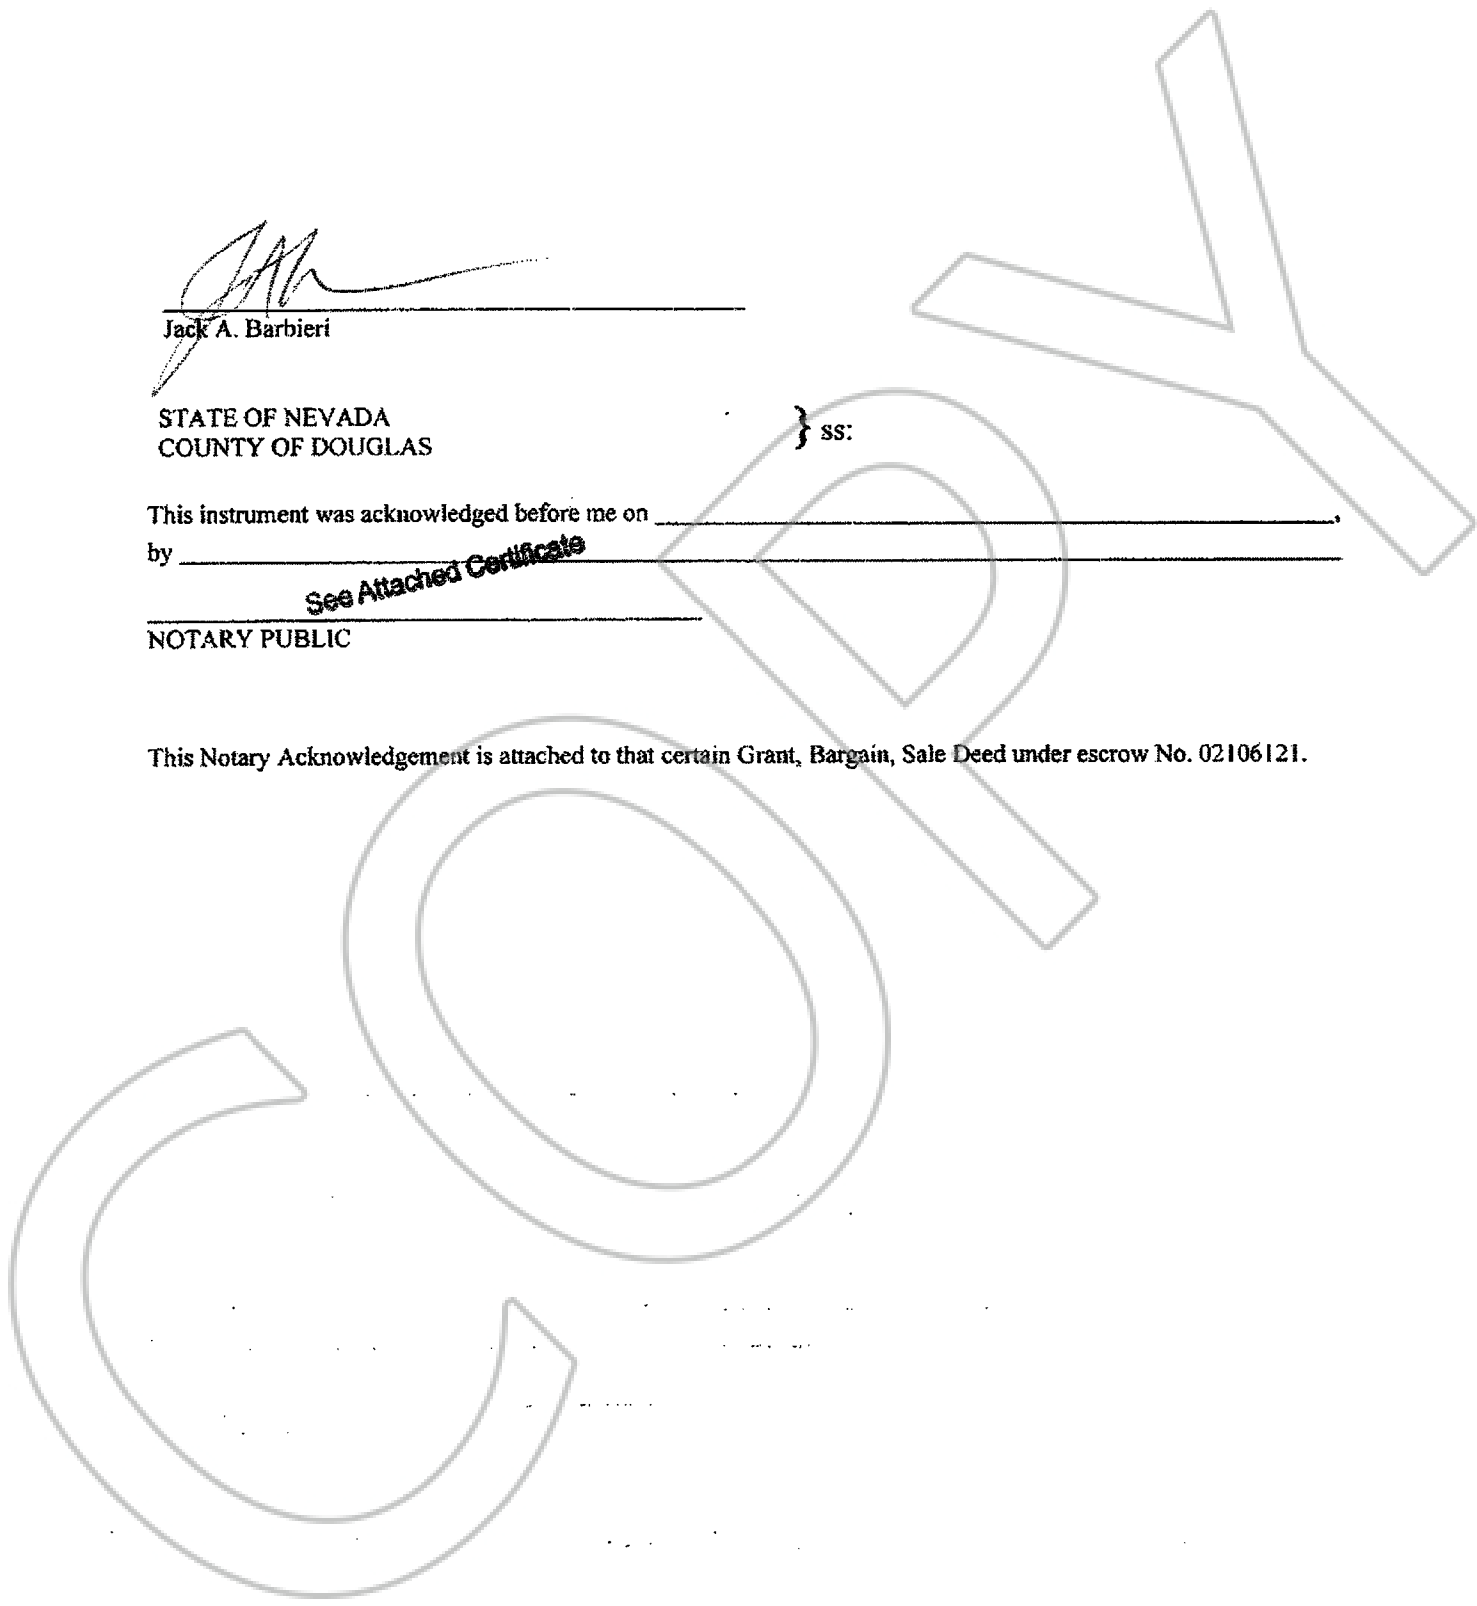 Jack A. Barbieri
STATE OF NEVADA
COUNTY OF DOUGLAS
} ss:
This instrument was acknowledged before me on ____________________,
by ____________________
See Attached Certificate
NOTARY PUBLIC
This Notary Acknowledgement is attached to that certain Grant, Bargain, Sale Deed under escrow No. 02106121.
COPY